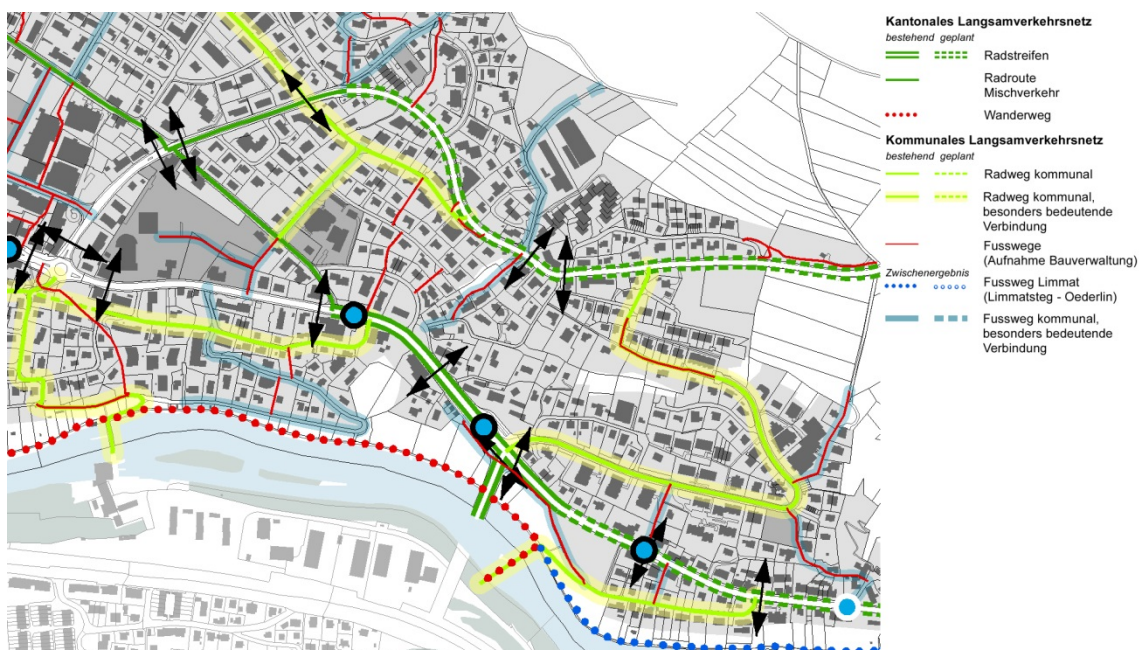 Kantonales Langsamverkehrsnetz
bestehend geplant
Radstreifen
Radroute
Mischverkehr
Wanderweg
Kommunales Langsamverkehrsnetz
bestehend geplant
Radweg kommunal
Radweg kommunal,
besonders bedeutende
Verbindung
Fusswege
(Aufnahme Bauverwaltung)
Zwischenergebnis
Fussweg Limmat
(Limmatsteg - Oederlin)
Fussweg kommunal,
besonders bedeutende
Verbindung